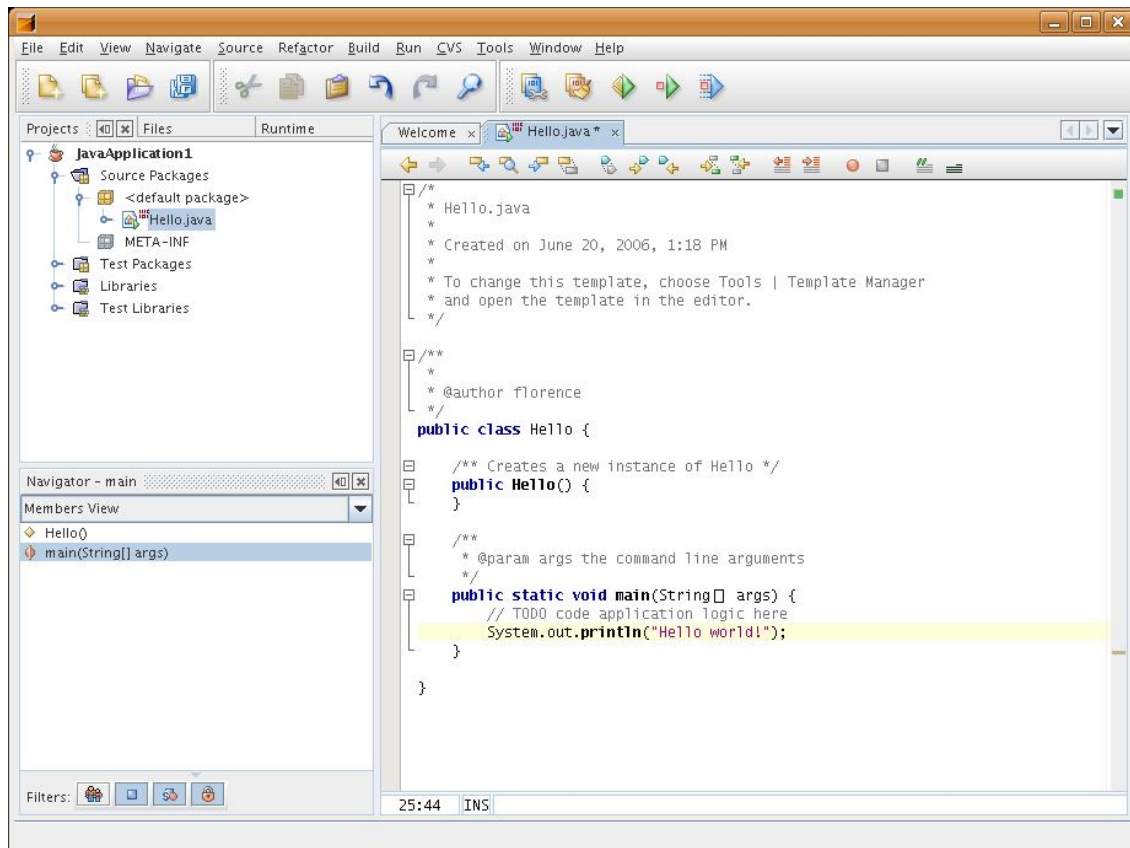 File Edit View Navigate Source Refactor Build Run CVS Tools Window Help
Projects Files Runtime
JavaApplication1
Source Packages
<default package>
Hello.java
META-INF
Test Packages
Libraries
Test Libraries
Navigator - main
Members View
Hello()
main(String[] args)
Filters:
Welcome x Hello.java * x
/*
* Hello.java
*
* Created on June 20, 2006, 1:18 PM
*
* To change this template, choose Tools | Template Manager
* and open the template in the editor.
*/
/**
*
* @author florence
*/
public class Hello {
/** Creates a new instance of Hello */
public Hello() {
}
/**
* @param args the command line arguments
*/
public static void main(String[] args) {
// TODO code application logic here
System.out.println("Hello world!");
}
}
25:44 INS